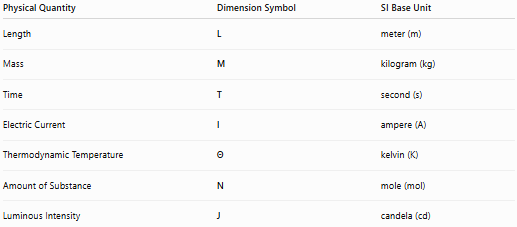 Physical Quantity Dimension Symbol SI Base Unit
Length L meter (m)
Mass M kilogram (kg)
Time T second (s)
Electric Current I ampere (A)
Thermodynamic Temperature Θ kelvin (K)
Amount of Substance N mole (mol)
Luminous Intensity J candela (cd)